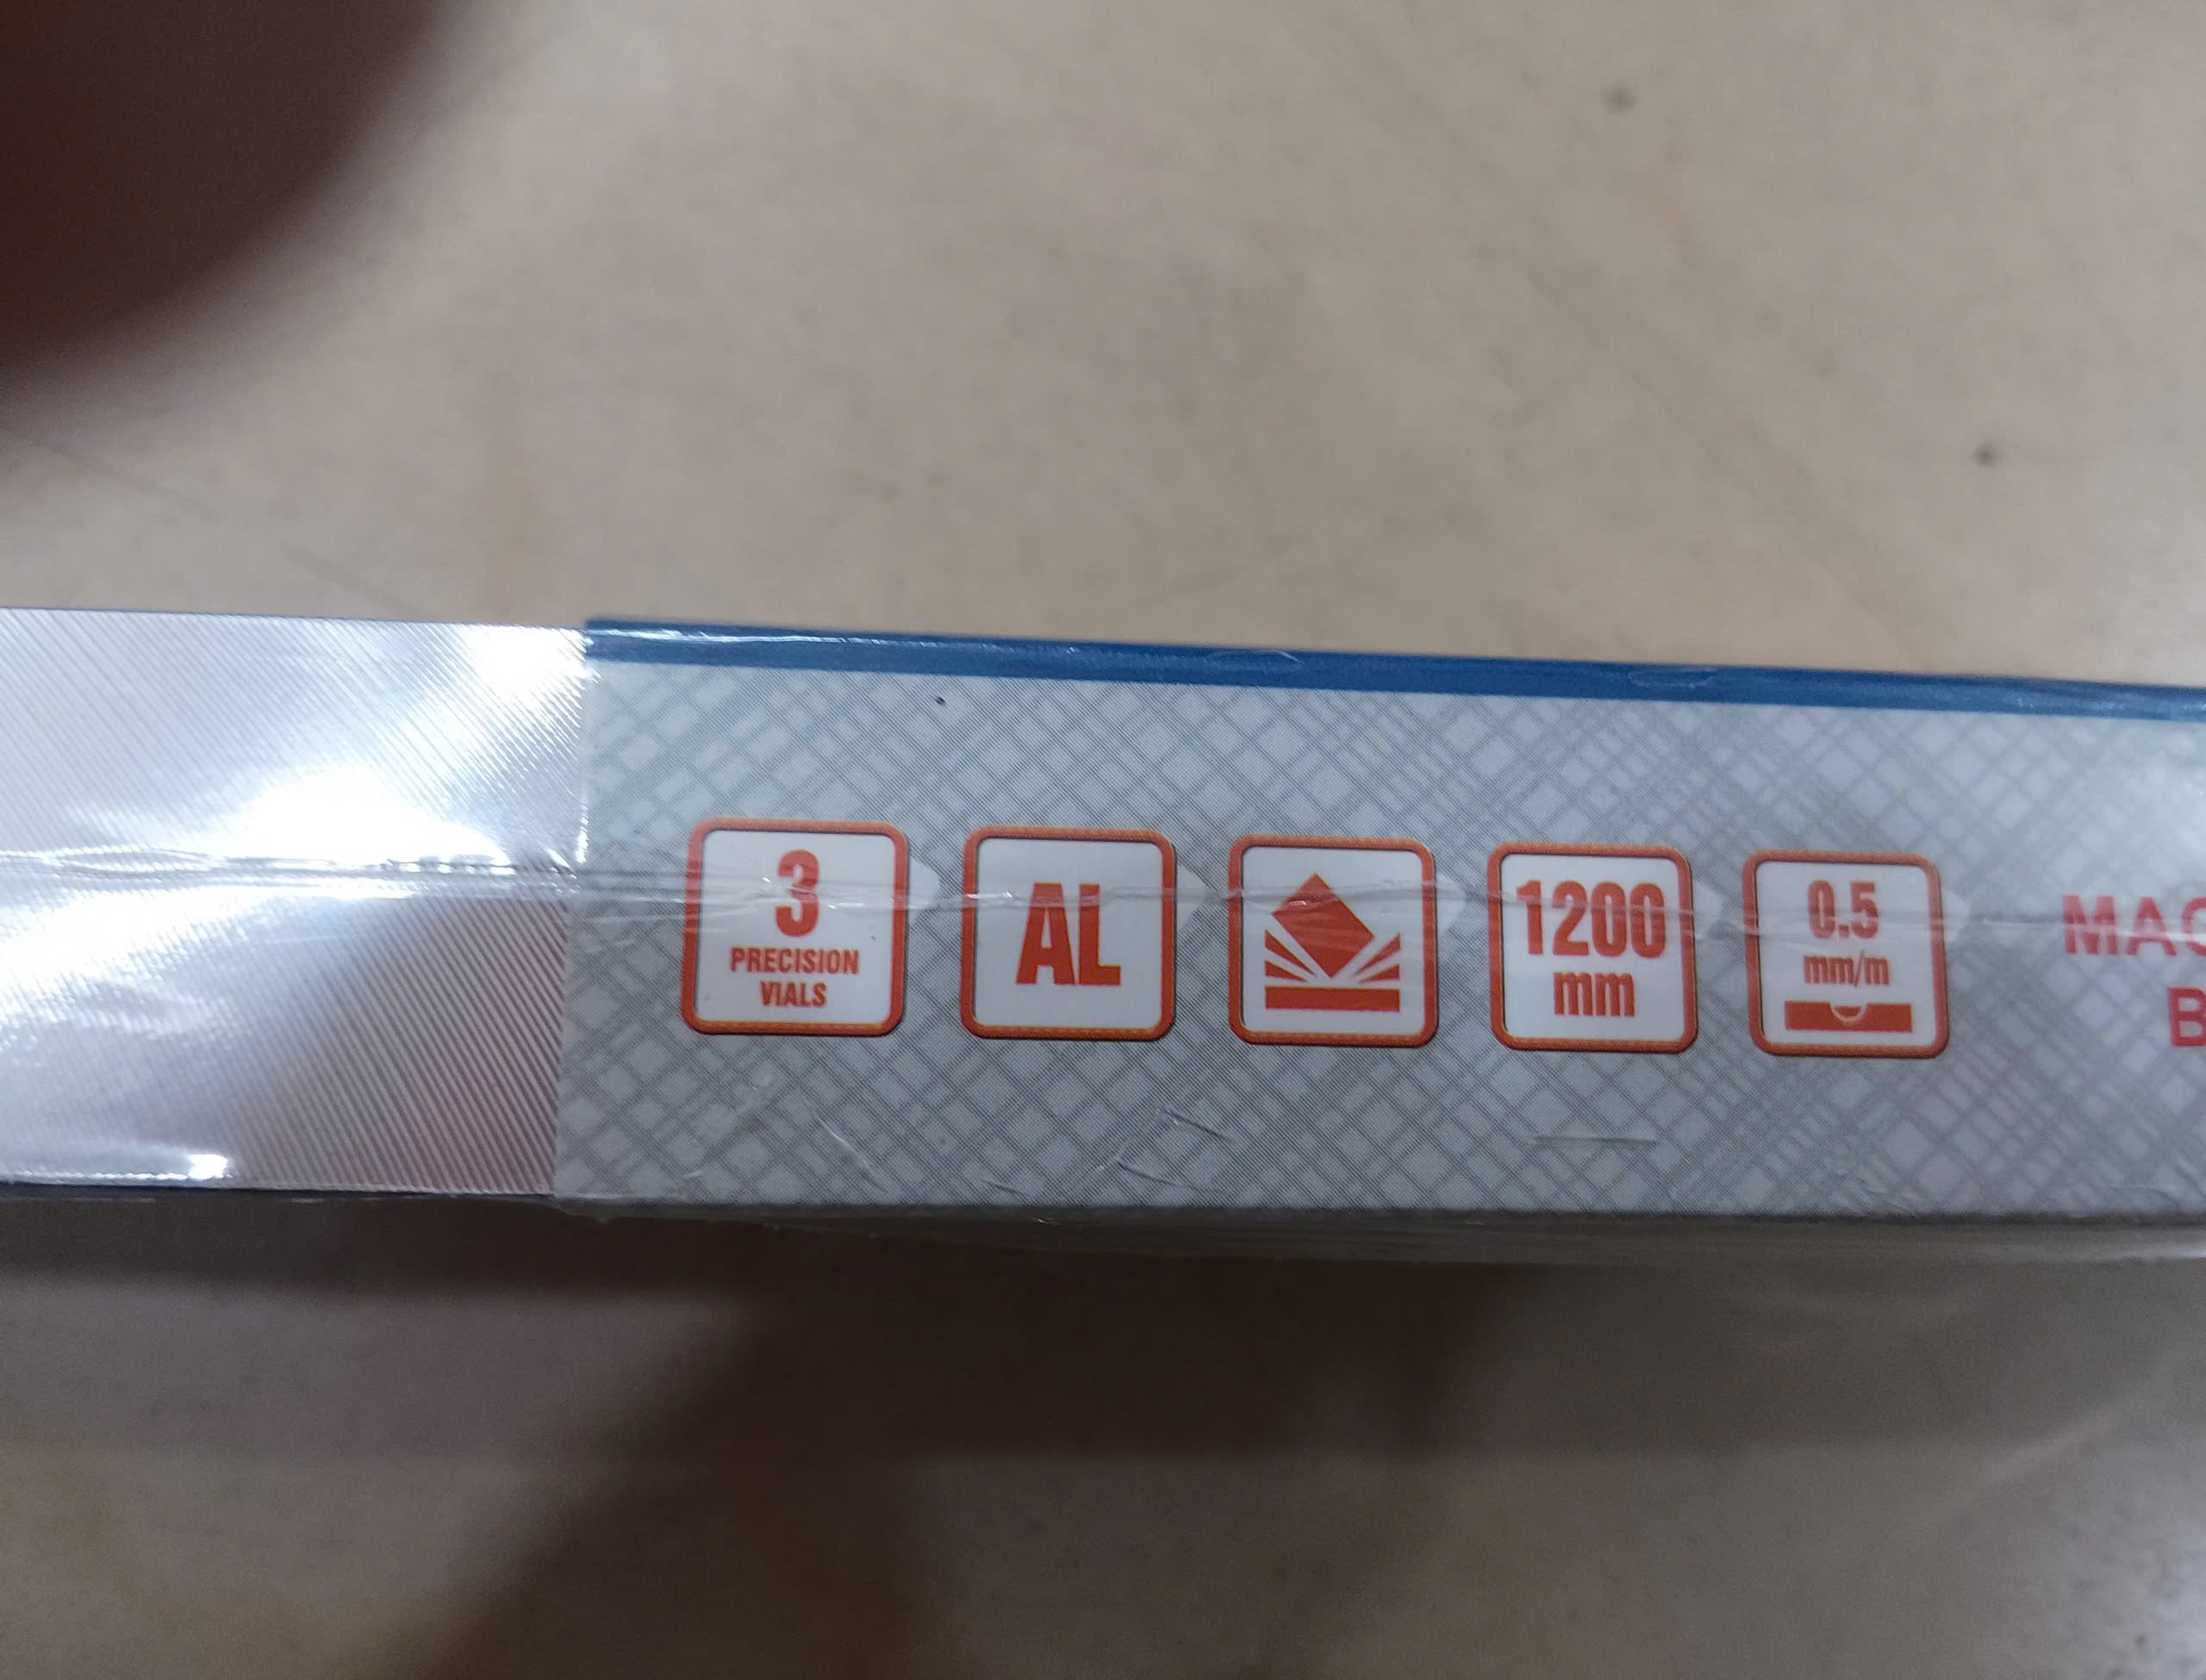 3
PRECISION
VIALS
AL
1200
mm
0.5
mm/m